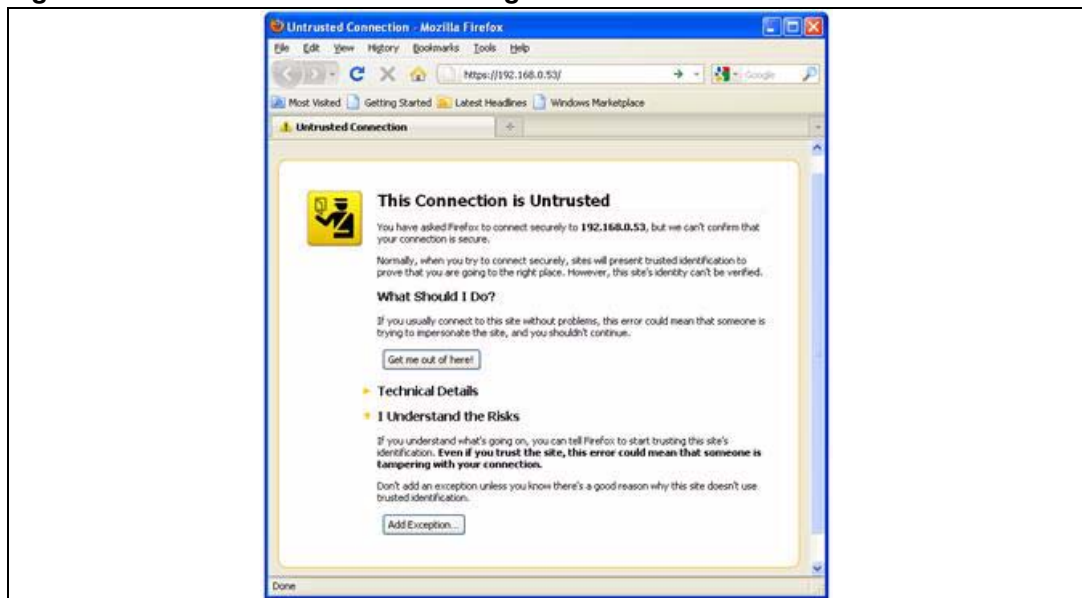 Untrusted Connection - Mozilla Firefox
File Edit View History Bookmarks Tools Help
https://192.168.0.53/
Google
Most Visited Getting Started Latest Headlines Windows Marketplace
Untrusted Connection
This Connection is Untrusted
You have asked Firefox to connect securely to 192.168.0.53, but we can't confirm that
your connection is secure.
Normally, when you try to connect securely, sites will present trusted identification to
prove that you are going to the right place. However, this site's identity can't be verified.
What Should I Do?
If you usually connect to this site without problems, this error could mean that someone is
trying to impersonate the site, and you shouldn't continue.
Get me out of here!
Technical Details
I Understand the Risks
If you understand what's going on, you can tell Firefox to start trusting this site's
identification. Even if you trust the site, this error could mean that someone is
tampering with your connection.
Don't add an exception unless you know there's a good reason why this site doesn't use
trusted identification.
Add Exception...
Done